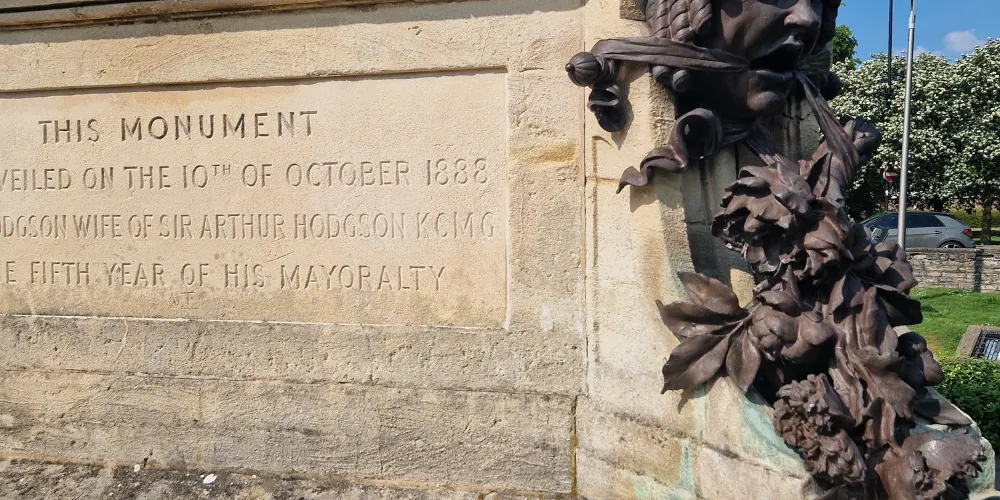 THIS MONUMENT
VEILED ON THE 10TH OF OCTOBER 1888
DGSON WIFE OF SIR ARTHUR HODGSON KCMG
E FIFTH YEAR OF HIS MAYORALTY